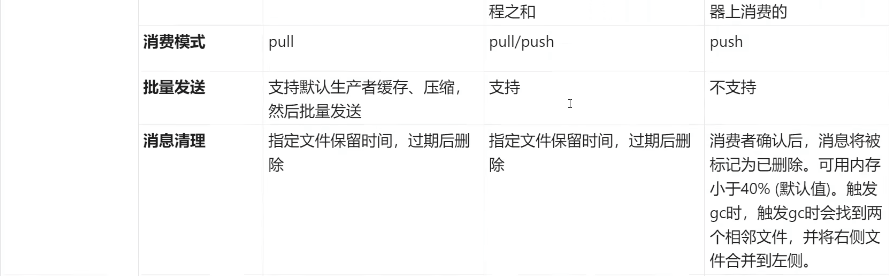 程之和
器上消费的
消费模式
pull
pull/push
push
批量发送
支持默认生产者缓存、压缩，
然后批量发送
支持
不支持
消息清理
指定文件保留时间，过期后删
除
指定文件保留时间，过期后删
除
消费者确认后，消息将被
标记为已删除。可用内存
小于40% (默认值)。触发
gc时，触发gc时会找到两
个相邻文件，并将右侧文
件合并到左侧。